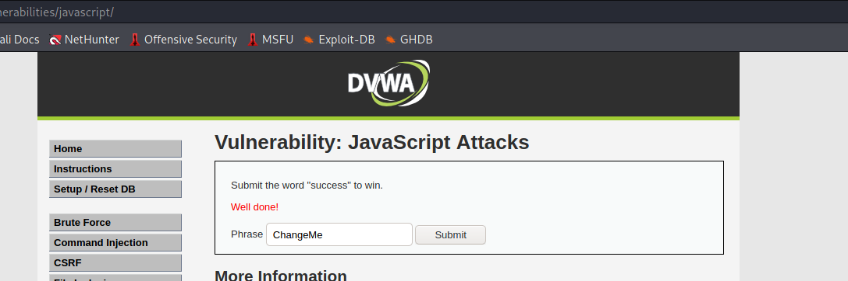 nerabilities/javascript/
ali Docs NetHunter Offensive Security MSFU Exploit-DB GHDB
DVWA
Vulnerability: JavaScript Attacks
Home
Instructions
Setup / Reset DB
Submit the word "success" to win.
Well done!
Phrase ChangeMe Submit
Brute Force
Command Injection
CSRF
More Information